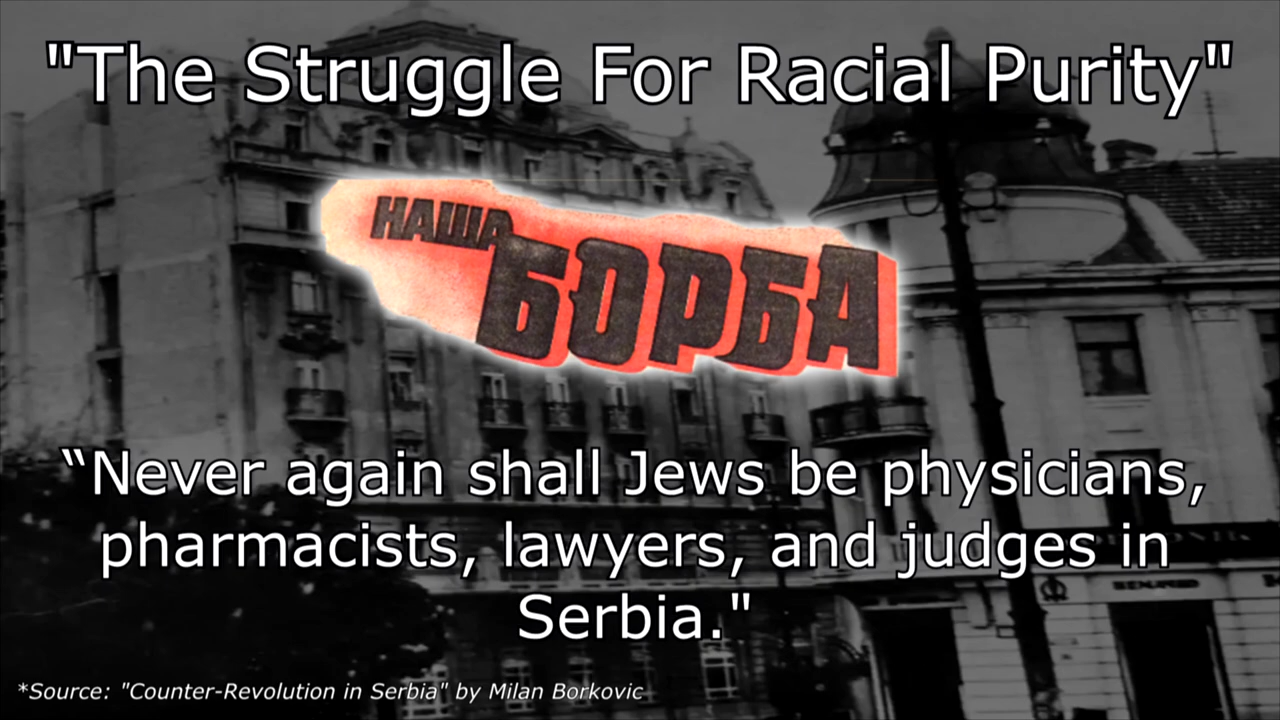 "The Struggle For Racial Purity"
НАША
БОРБА
“Never again shall Jews be physicians,
pharmacists, lawyers, and judges in
Serbia."
*Source: "Counter-Revolution in Serbia" by Milan Borkovic